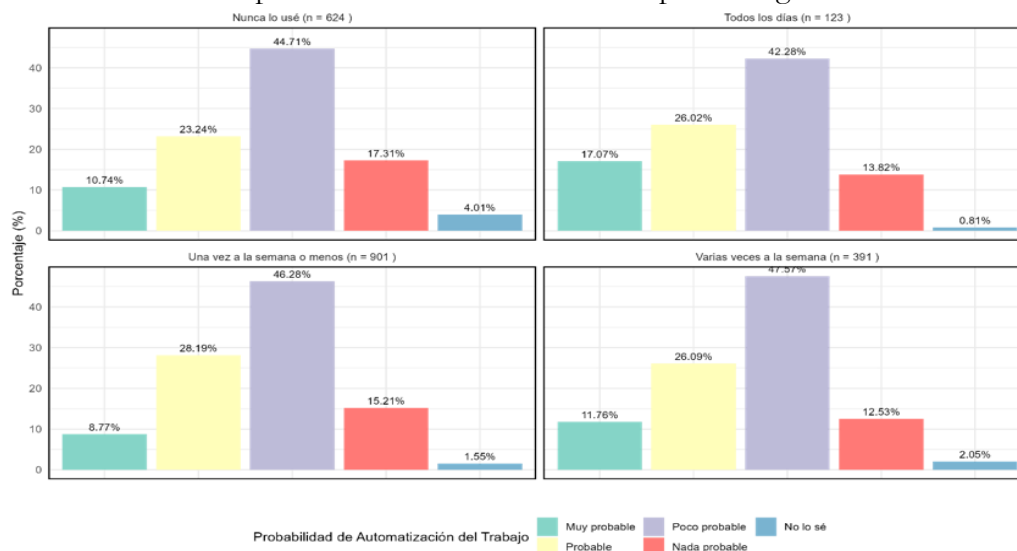 Nunca lo usé (n = 624 )
Todos los días (n = 123 )
44.71%
42.28%
40
30
26.02%
23.24%
20
17.31%
17.07%
13.82%
10.74%
10
4.01%
0.81%
0
Porcentaje (%)
Una vez a la semana o menos (n = 901 )
Varias veces a la semana (n = 391 )
46.28%
47.57%
40
30
28.19%
26.09%
20
15.21%
12.53%
11.76%
10
8.77%
1.55%
2.05%
0
Probabilidad de Automatización del Trabajo
Muy probable
Poco probable
No lo sé
Probable
Nada probable